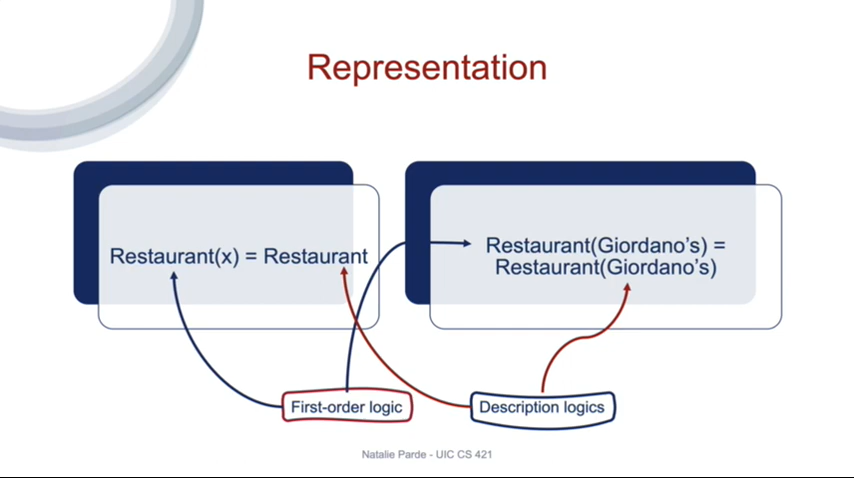 Representation
Restaurant(x) = Restaurant
Restaurant(Giordano’s) =
Restaurant(Giordano’s)
First-order logic
Description logics
Natalie Parde - UIC CS 421